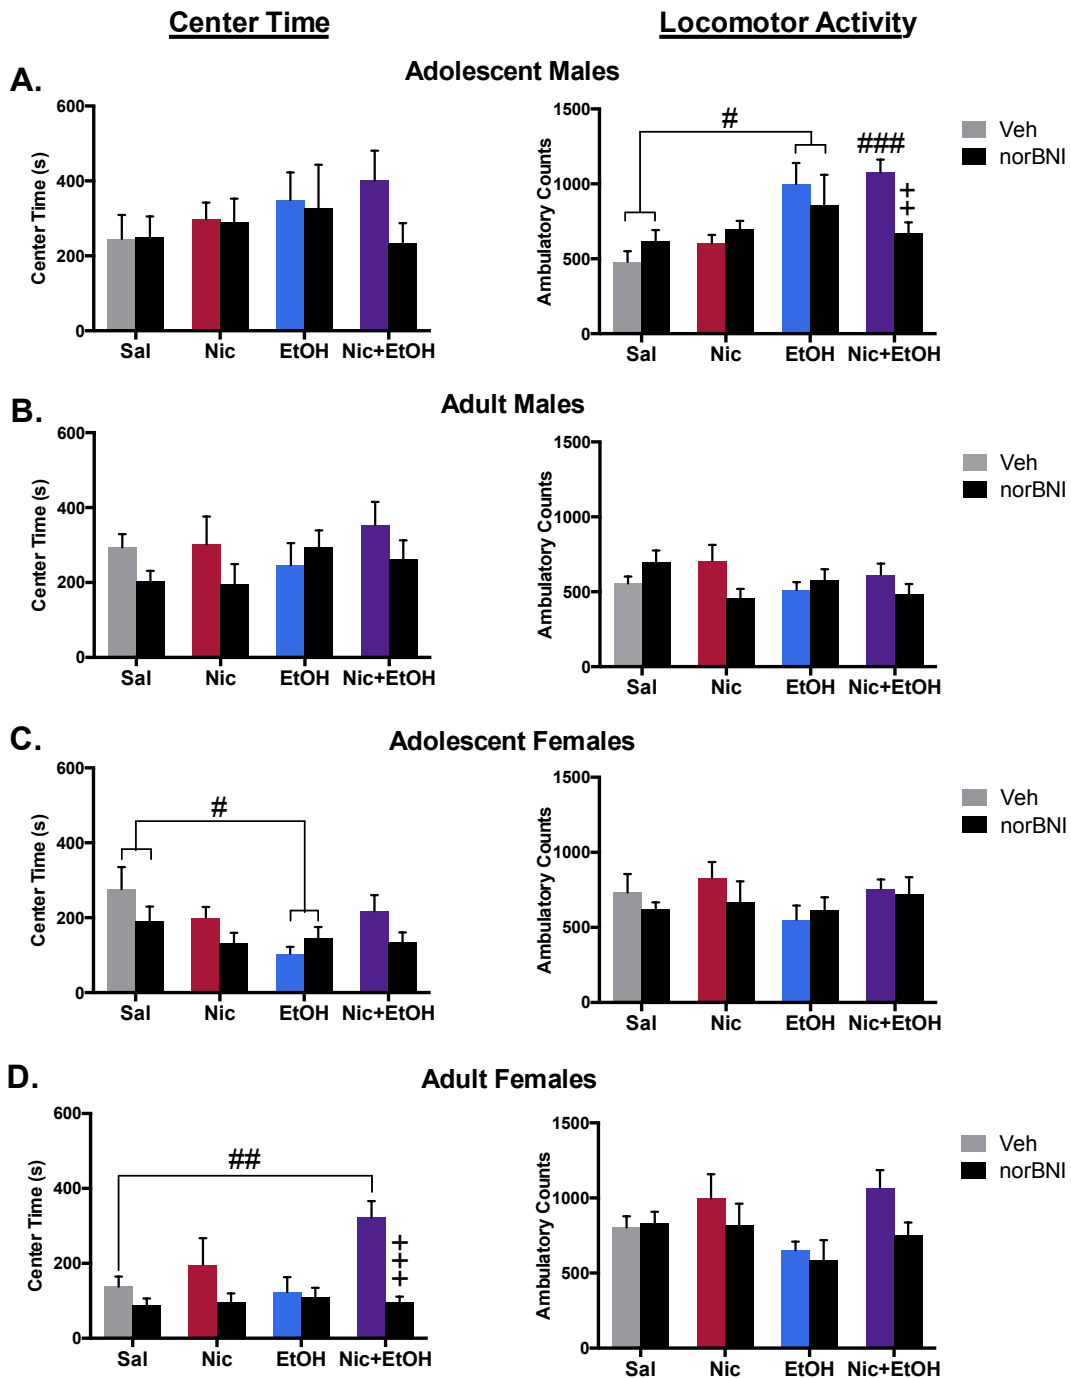 Center Time
Locomotor Activity
A.
Adolescent Males
Center Time (s)
600
400
200
0
Sal Nic EtOH Nic+EtOH
Ambulatory Counts
1500
1000
500
0
#
###
++
Sal Nic EtOH Nic+EtOH
Veh
norBNI
B.
Adult Males
Center Time (s)
600
400
200
0
Sal Nic EtOH Nic+EtOH
Ambulatory Counts
1500
1000
500
0
Sal Nic EtOH Nic+EtOH
Veh
norBNI
C.
Adolescent Females
Center Time (s)
600
400
200
0
#
Sal Nic EtOH Nic+EtOH
Ambulatory Counts
1500
1000
500
0
Sal Nic EtOH Nic+EtOH
Veh
norBNI
D.
Adult Females
Center Time (s)
600
400
200
0
##
+++
Sal Nic EtOH Nic+EtOH
Ambulatory Counts
1500
1000
500
0
Sal Nic EtOH Nic+EtOH
Veh
norBNI